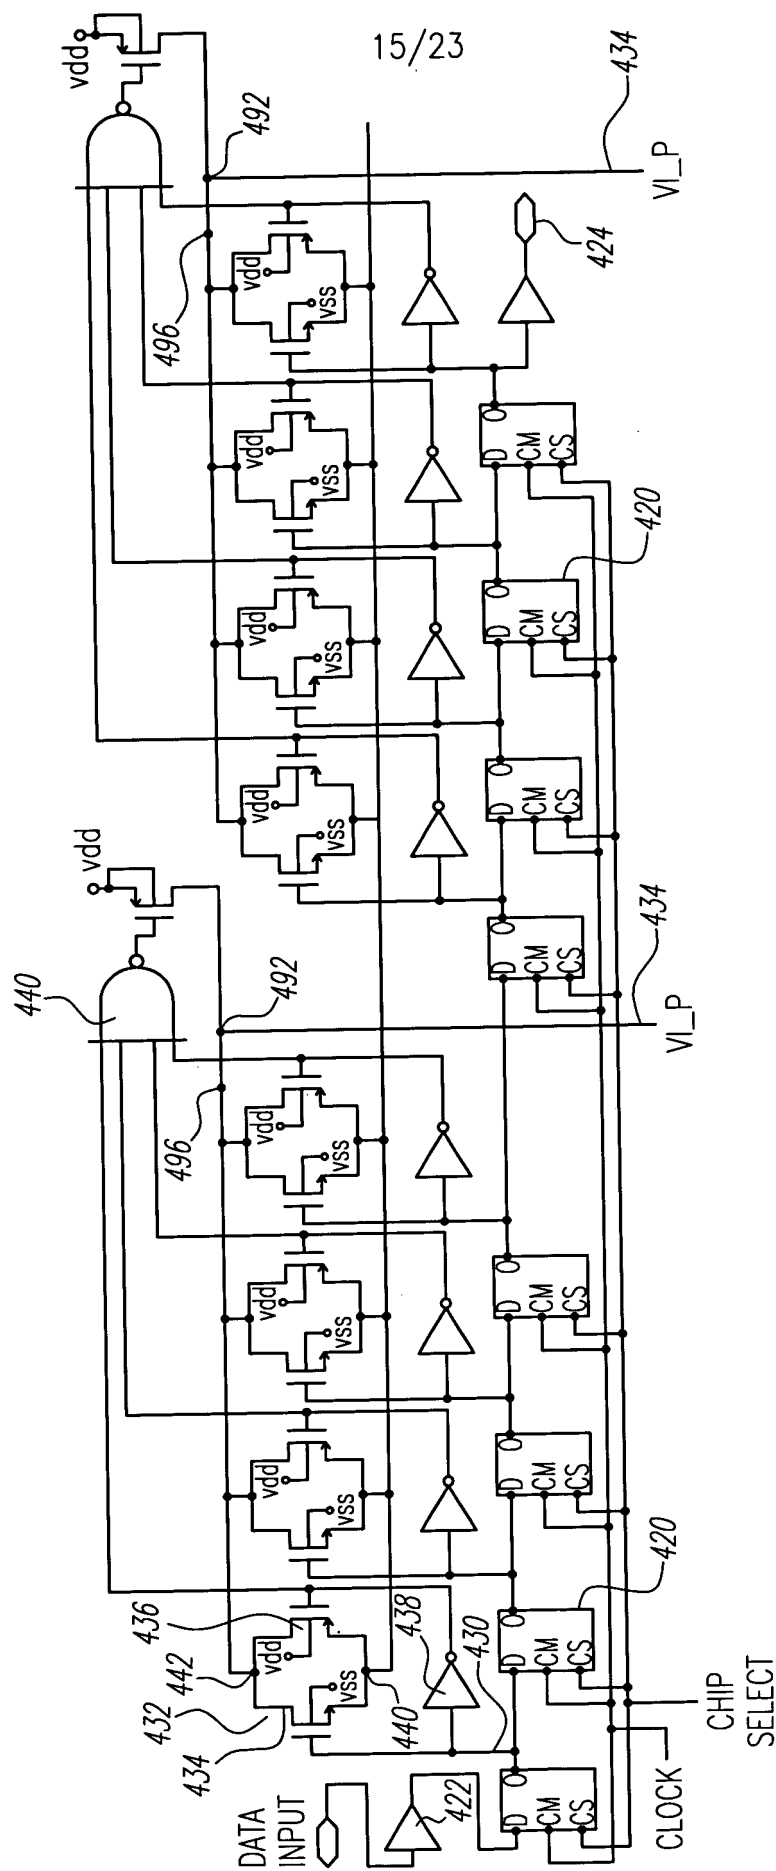 15/23
vdd
492
434
VI_P
496
vdd
vss
424
D
Q
CM
CS
vdd
vss
D
Q
CM
CS
420
vdd
vss
D
Q
CM
CS
vdd
vss
D
Q
CM
CS
vdd
440
492
434
VI_P
496
vdd
vss
D
Q
CM
CS
vdd
vss
D
Q
CM
CS
vdd
vss
D
Q
CM
CS
420
436
442
432
434
vdd
vss
440
438
430
DATA
INPUT
422
D
Q
CM
CS
CHIP
SELECT
CLOCK